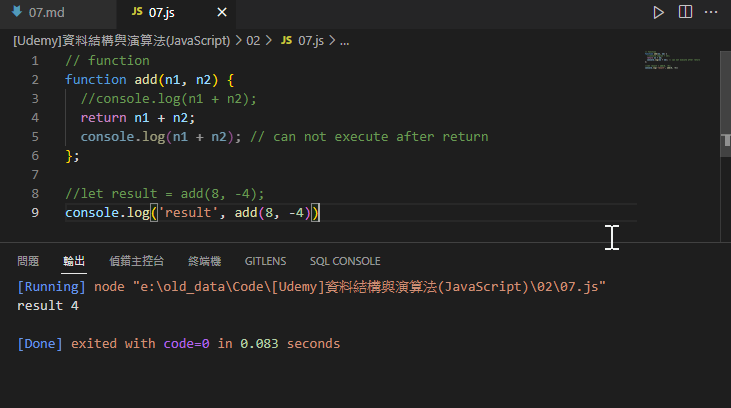 07.md JS 07.js ×
[Udemy]資料結構與演算法(JavaScript) > 02 > JS 07.js > ...
1 // function
2 function add(n1, n2) {
3 //console.log(n1 + n2);
4 return n1 + n2;
5 console.log(n1 + n2); // can not execute after return
6 };
7
8 //let result = add(8, -4);
9 console.log('result', add(8, -4))
問題 輸出 偵錯主控台 終端機 GITLENS SQL CONSOLE
[Running] node "e:\old_data\Code\[Udemy]資料結構與演算法(JavaScript)\02\07.js"
result 4
[Done] exited with code=0 in 0.083 seconds